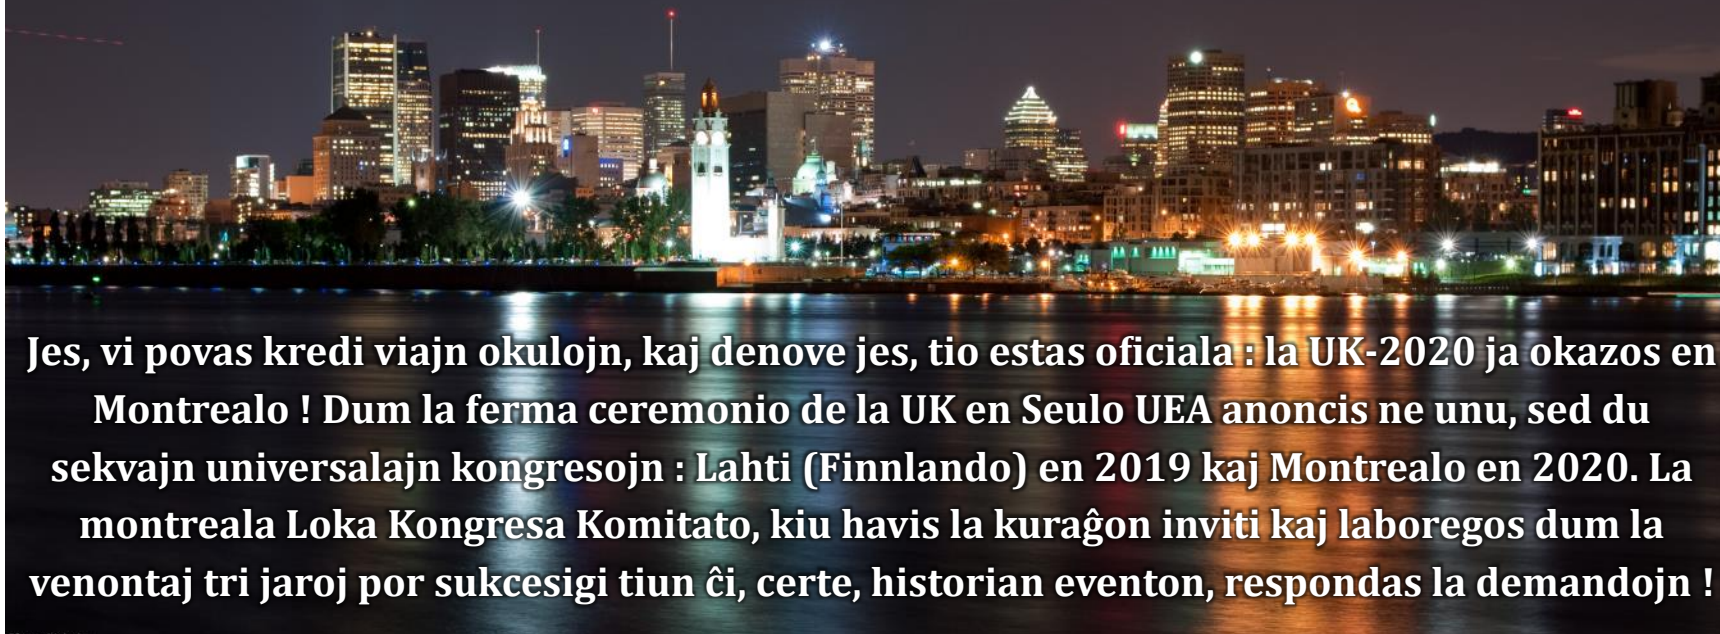 Jes, vi povas kredi viajn okulojn, kaj denove jes, tio estas oficiala : la UK-2020 ja okazos en
Montrealo ! Dum la ferma ceremonio de la UK en Seulo UEA anoncis ne unu, sed du
sekvajn universalajn kongresojn : Lahti (Finnlando) en 2019 kaj Montrealo en 2020. La
montreala Loka Kongresa Komitato, kiu havis la kuraĝon inviti kaj laboregos dum la
venontaj tri jaroj por sukcesigi tiun ĉi, certe, historian eventon, respondas la demandojn !